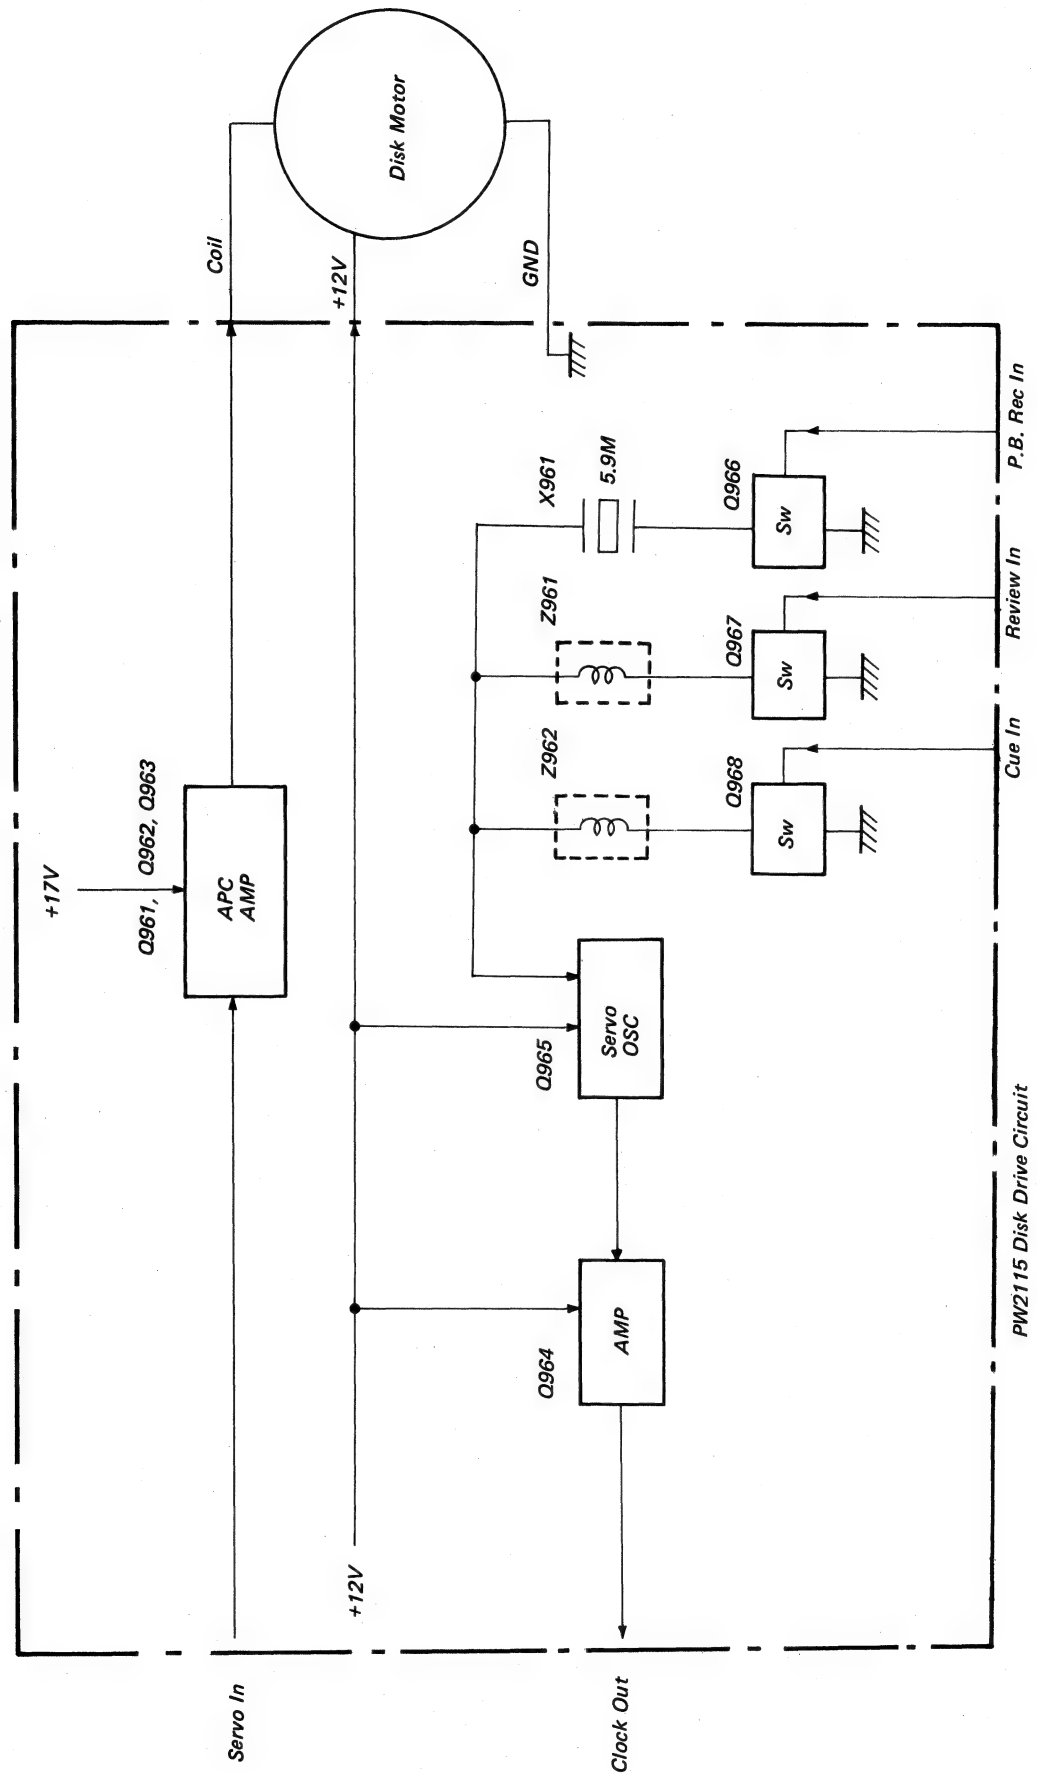 Servo In
+12V
Clock Out
+17V
Q961, Q962, Q963
APC
AMP
Coil
+12V
Disk Motor
GND
Q964
AMP
Q965
Servo
OSC
Z962
Z961
X961
5.9M
Q968
Sw
Q967
Sw
Q966
Sw
Cue In
Review In
P.B. Rec In
PW2115 Disk Drive Circuit